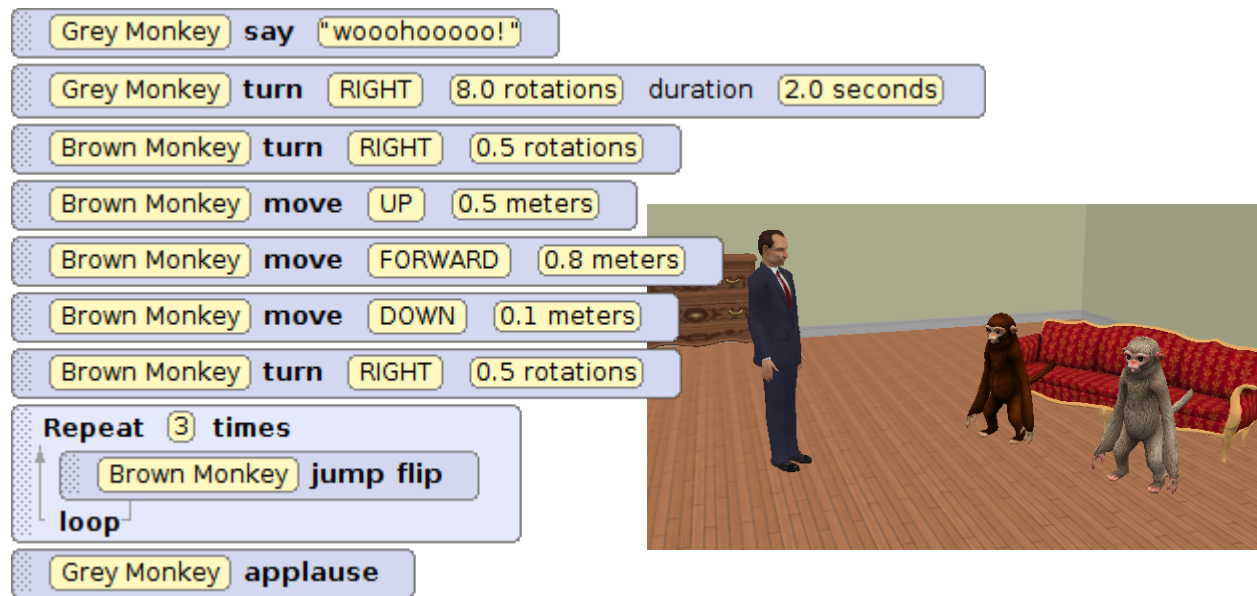 Grey Monkey say "wooohooooo!"
Grey Monkey turn RIGHT 8.0 rotations duration 2.0 seconds
Brown Monkey turn RIGHT 0.5 rotations
Brown Monkey move UP 0.5 meters
Brown Monkey move FORWARD 0.8 meters
Brown Monkey move DOWN 0.1 meters
Brown Monkey turn RIGHT 0.5 rotations
Repeat 3 times
Brown Monkey jump flip
loop
Grey Monkey applause